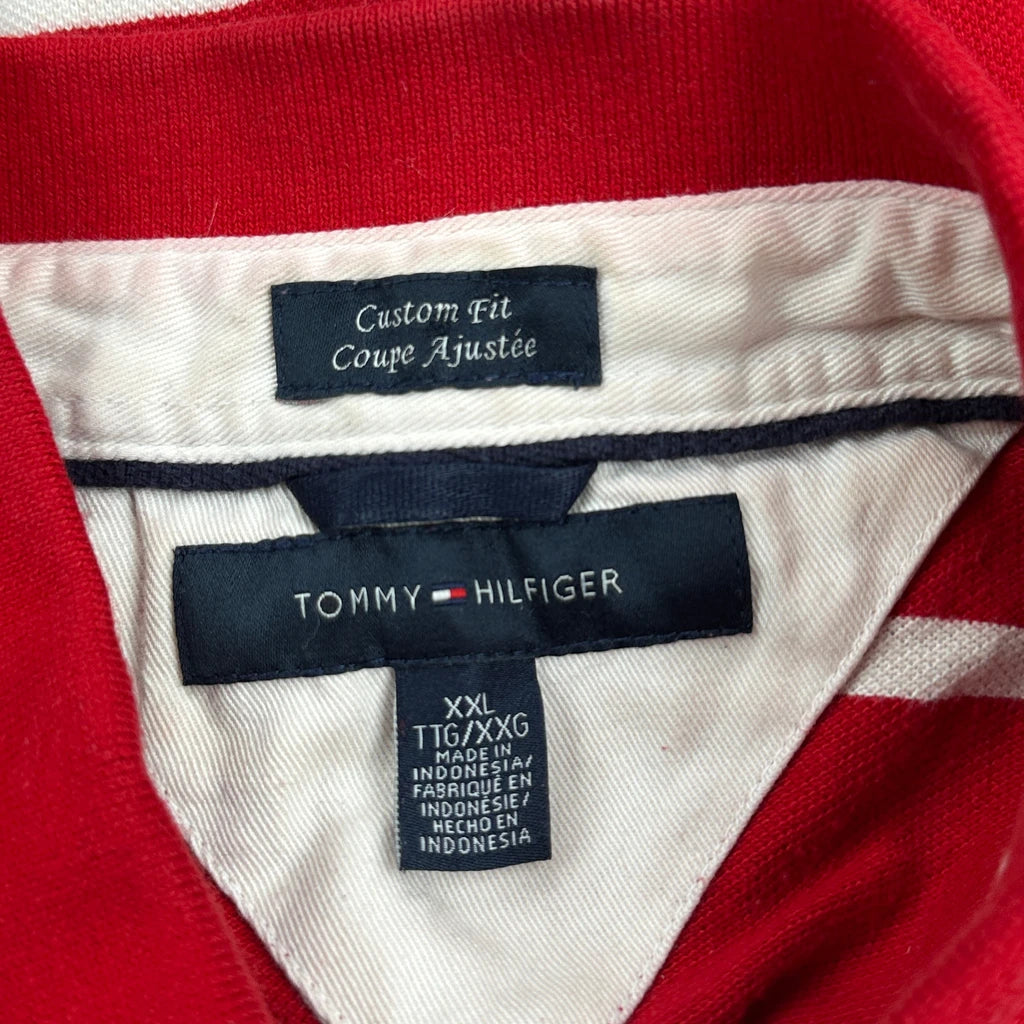 Custom Fit
Coupe Ajustée
TOMMY HILFIGER
XXL
TTG/XXG
MADE IN
INDONESIA/
FABRIQUÉ EN
INDONÉSIE/
HECHO EN
INDONESIA